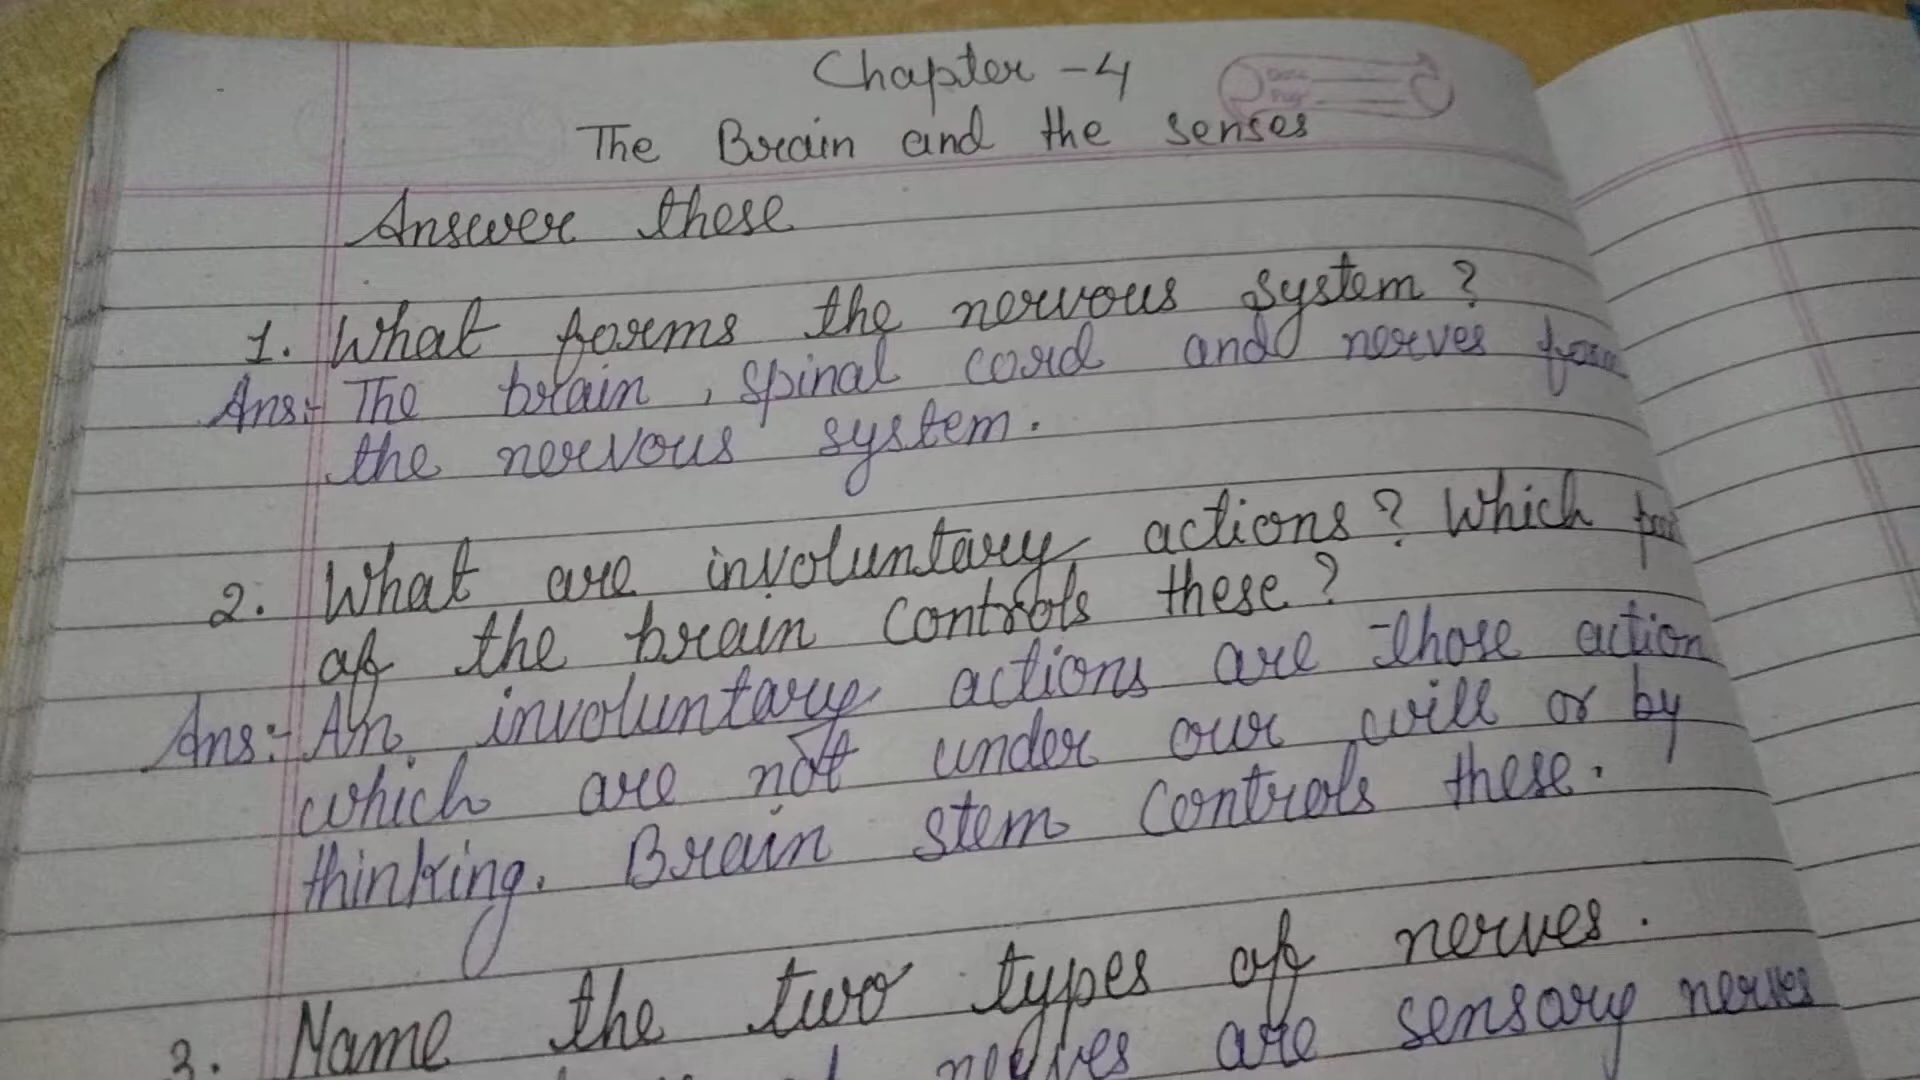 Chapter -4
Date
Page
The Brain and the senses
Answer these
1. What forms the nervous system?
Ans:- The brain, spinal cord and nerves form
the nervous system.
2. What are involuntary actions? Which part
of the brain controls these?
Ans:- An involuntary actions are those action
which are not under our will or by
thinking. Brain stem controls these.
3. Name the two types of nerves.
nerves are sensory nerves